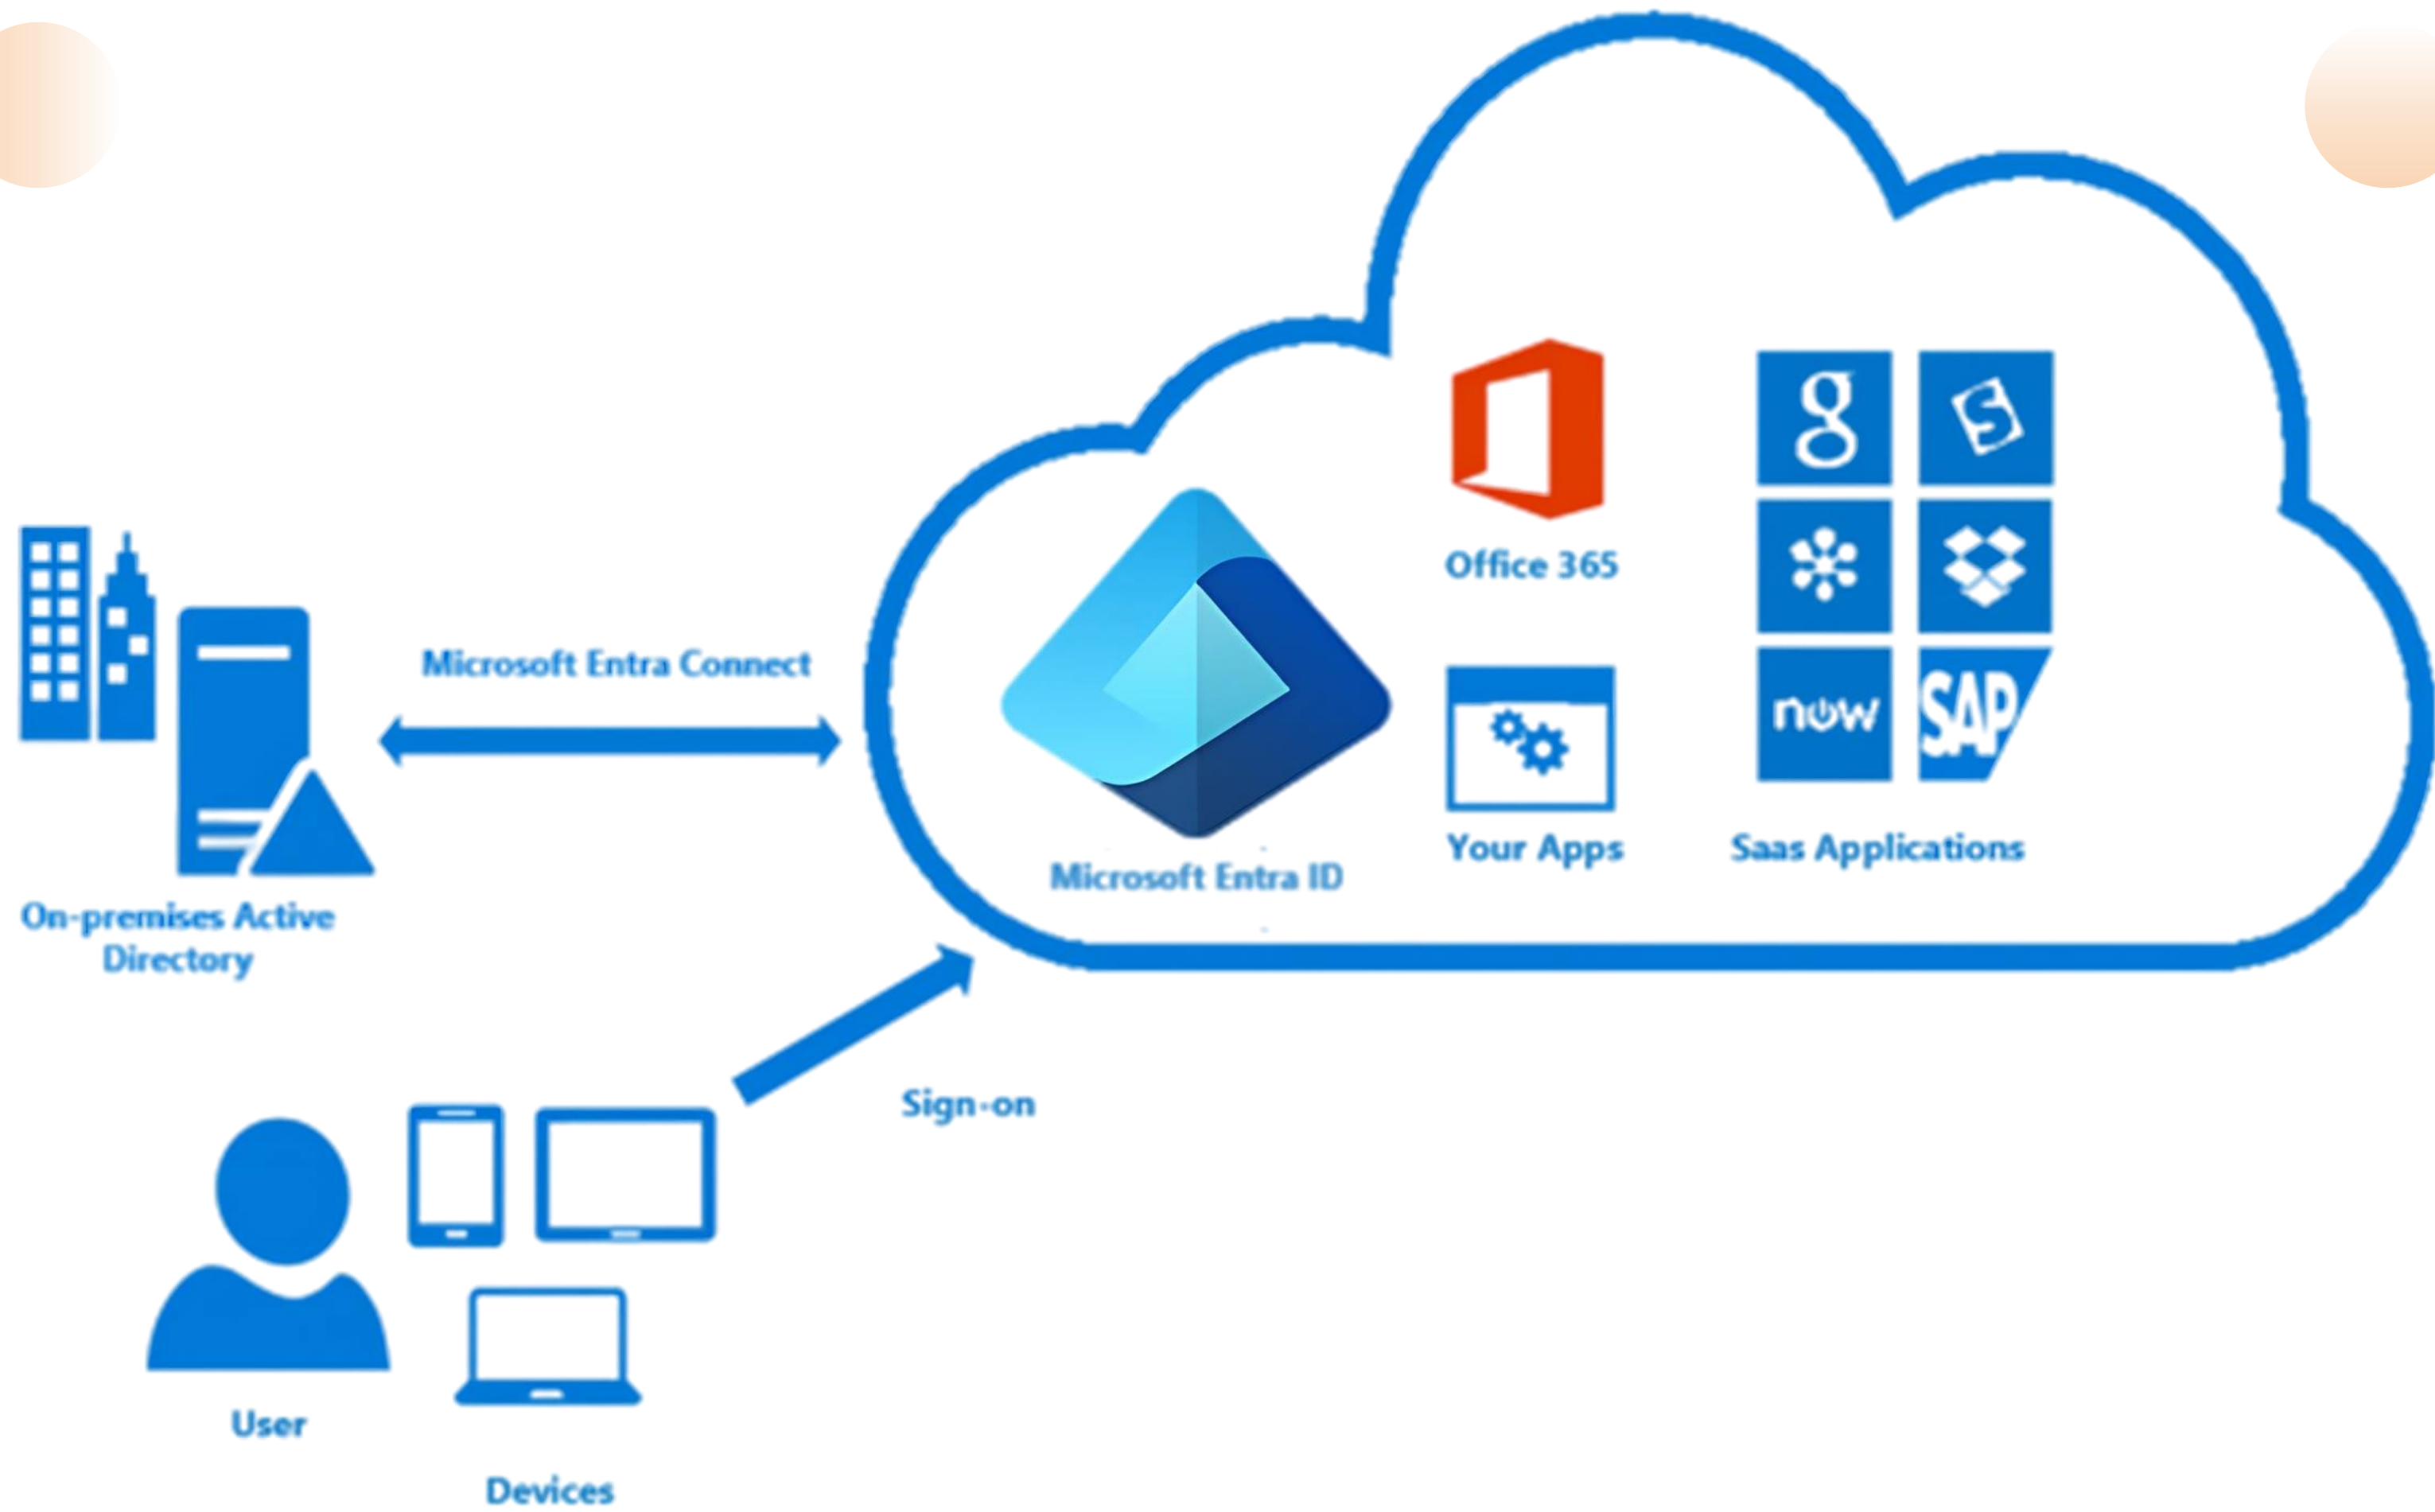 Office 365
g
S
now
SAP
Microsoft Entra Connect
Your Apps
Saas Applications
Microsoft Entra ID
On-premises Active
Directory
Sign-on
User
Devices